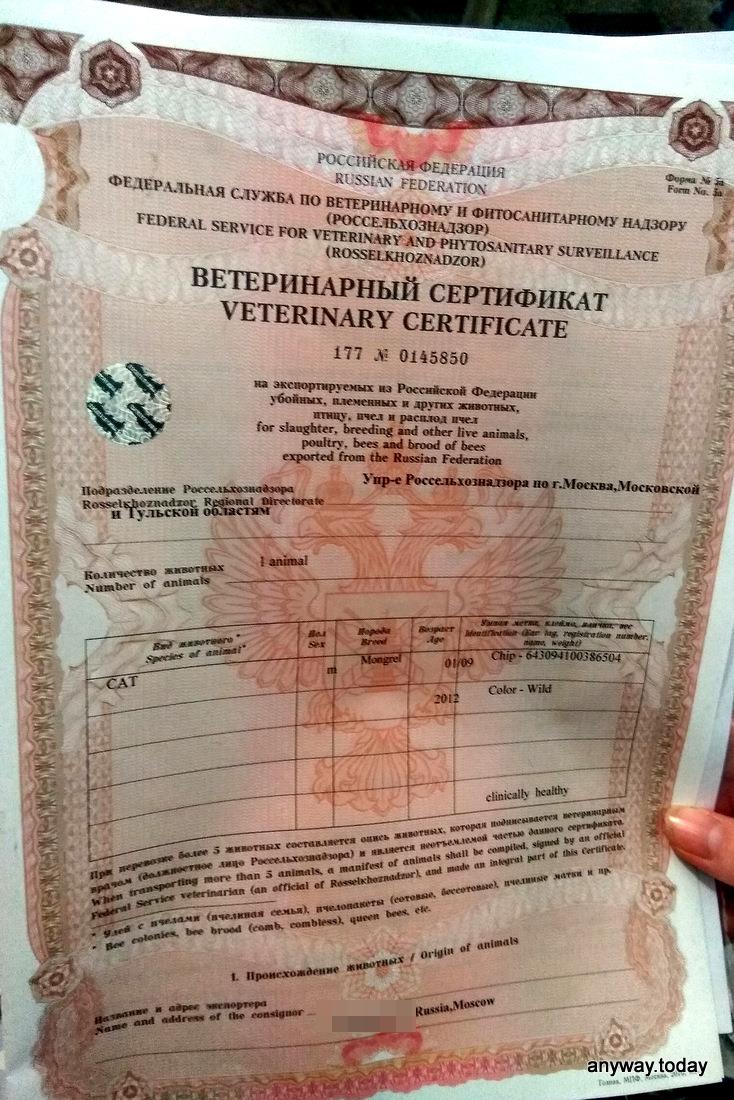 РОССИЙСКАЯ ФЕДЕРАЦИЯ
RUSSIAN FEDERATION
Форма № 5a
Form No. 5a
ФЕДЕРАЛЬНАЯ СЛУЖБА ПО ВЕТЕРИНАРНОМУ И ФИТОСАНИТАРНОМУ НАДЗОРУ
(РОССЕЛЬХОЗНАДЗОР)
FEDERAL SERVICE FOR VETERINARY AND PHYTOSANITARY SURVEILLANCE
(ROSSELKHOZNADZOR)
ВЕТЕРИНАРНЫЙ СЕРТИФИКАТ
VETERINARY CERTIFICATE
177 № 0145850
на экспортируемых из Российской Федерации
убойных, племенных и других животных,
птицу, пчел и расплод пчел
for slaughter, breeding and other live animals,
poultry, bees and brood of bees
exported from the Russian Federation
Упр-е Россельхознадзора по г.Москва,Московской
Подразделение Россельхознадзора
Rosselkhoznadzor Regional Directorate
и Тульской областям
Количество животных
Number of animals
1 animal
Вид животного *
Species of animal*
Пол
Sex
Порода
Breed
Возраст
Age
Ушная метка, клеймо, кличка, вес
Identification (Ear tag, registration number, name, weight)
CAT
m
Mongrel
01/09
Chip - 643094100386504
2012
Color - Wild
clinically healthy
При перевозке более 5 животных составляется опись животных, которая подписывается ветеринарным
врачом (должностное лицо Россельхознадзора) и является неотъемлемой частью данного сертификата.
When transporting more than 5 animals, a manifest of animals shall be compiled, signed by an official
Federal Service veterinarian (an official of Rosselkhoznadzor), and made an integral part of this Certificate.
* Улей с пчелами (пчелиная семья), пчелопакеты (сотовые, бессотовые), пчелиные матки и пр.
* Bee colonies, bee brood (comb, combless), queen bees, etc.
1. Происхождение животных / Origin of animals
Название и адрес экспортера
Name and address of the consignor
Russia,Moscow
anyway.today